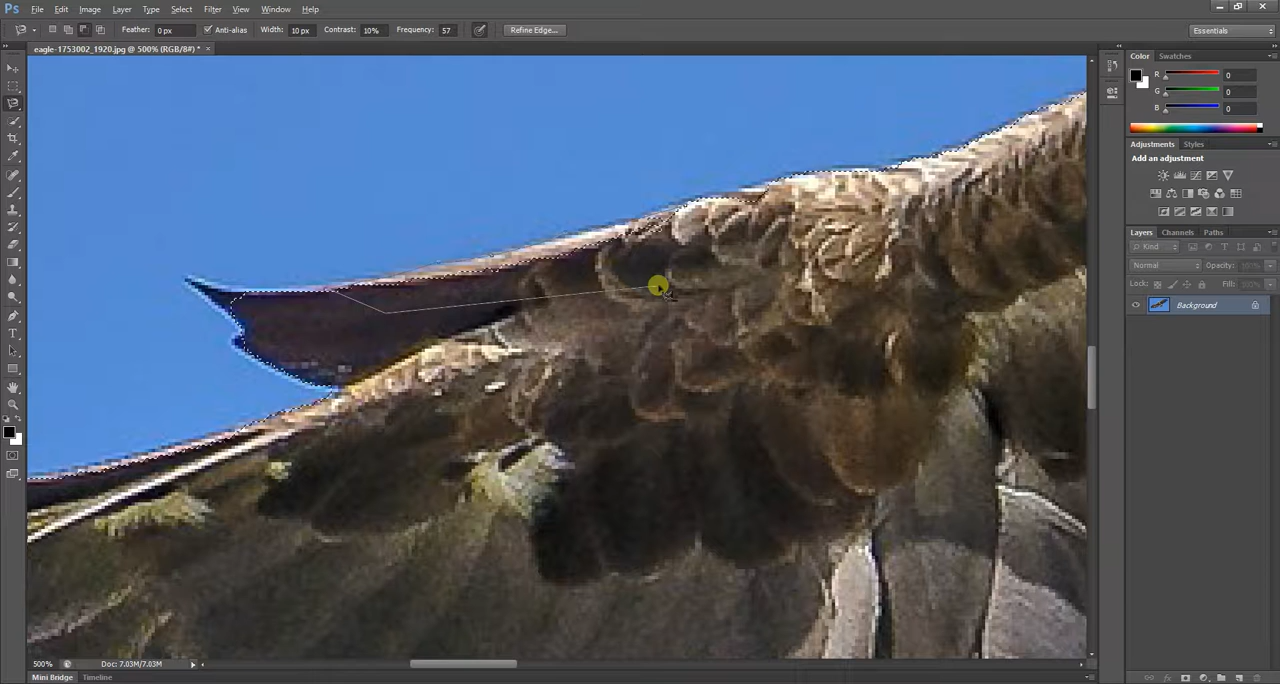 Ps File Edit Image Layer Type Select Filter View Window Help
Feather: 0 px Anti-alias Width: 10 px Contrast: 10% Frequency: 57 Refine Edge... Essentials
eagle-1753002_1920.jpg @ 500% (RGB/8#) * ×
Color Swatches
R 0
G 0
B 0
Adjustments Styles
Add an adjustment
Layers Channels Paths
Kind
Normal Opacity: 100%
Lock: Fill: 100%
Background
T
500% Doc: 7.03M/7.03M
Mini Bridge Timeline
fx